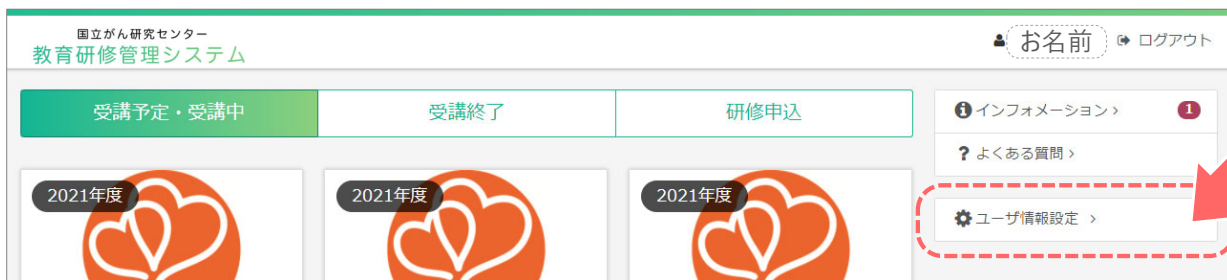 国立がん研究センター
教育研修管理システム
お名前 ログアウト
受講予定・受講中 受講終了 研修申込
インフォメーション 1
? よくある質問
ユーザ情報設定
2021年度 2021年度 2021年度